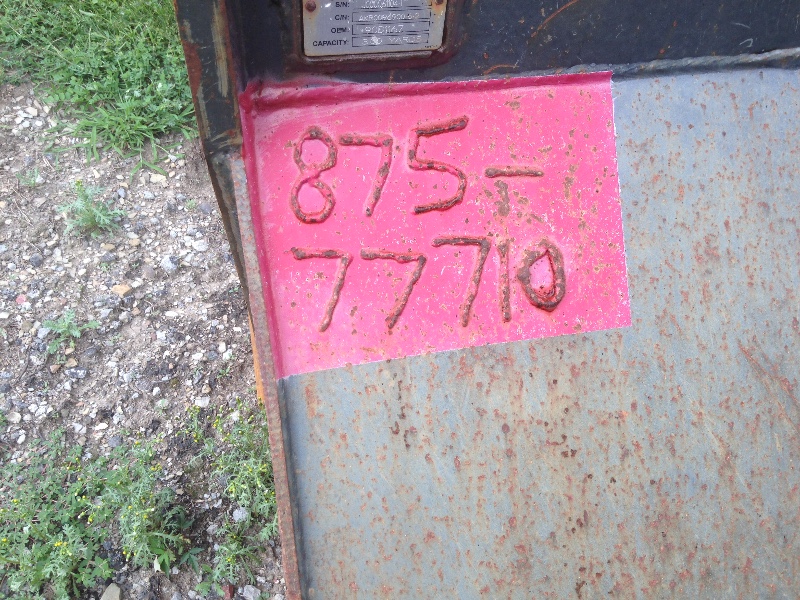 S/N:
C/N:
OEM:
CAPACITY:
875-
77710